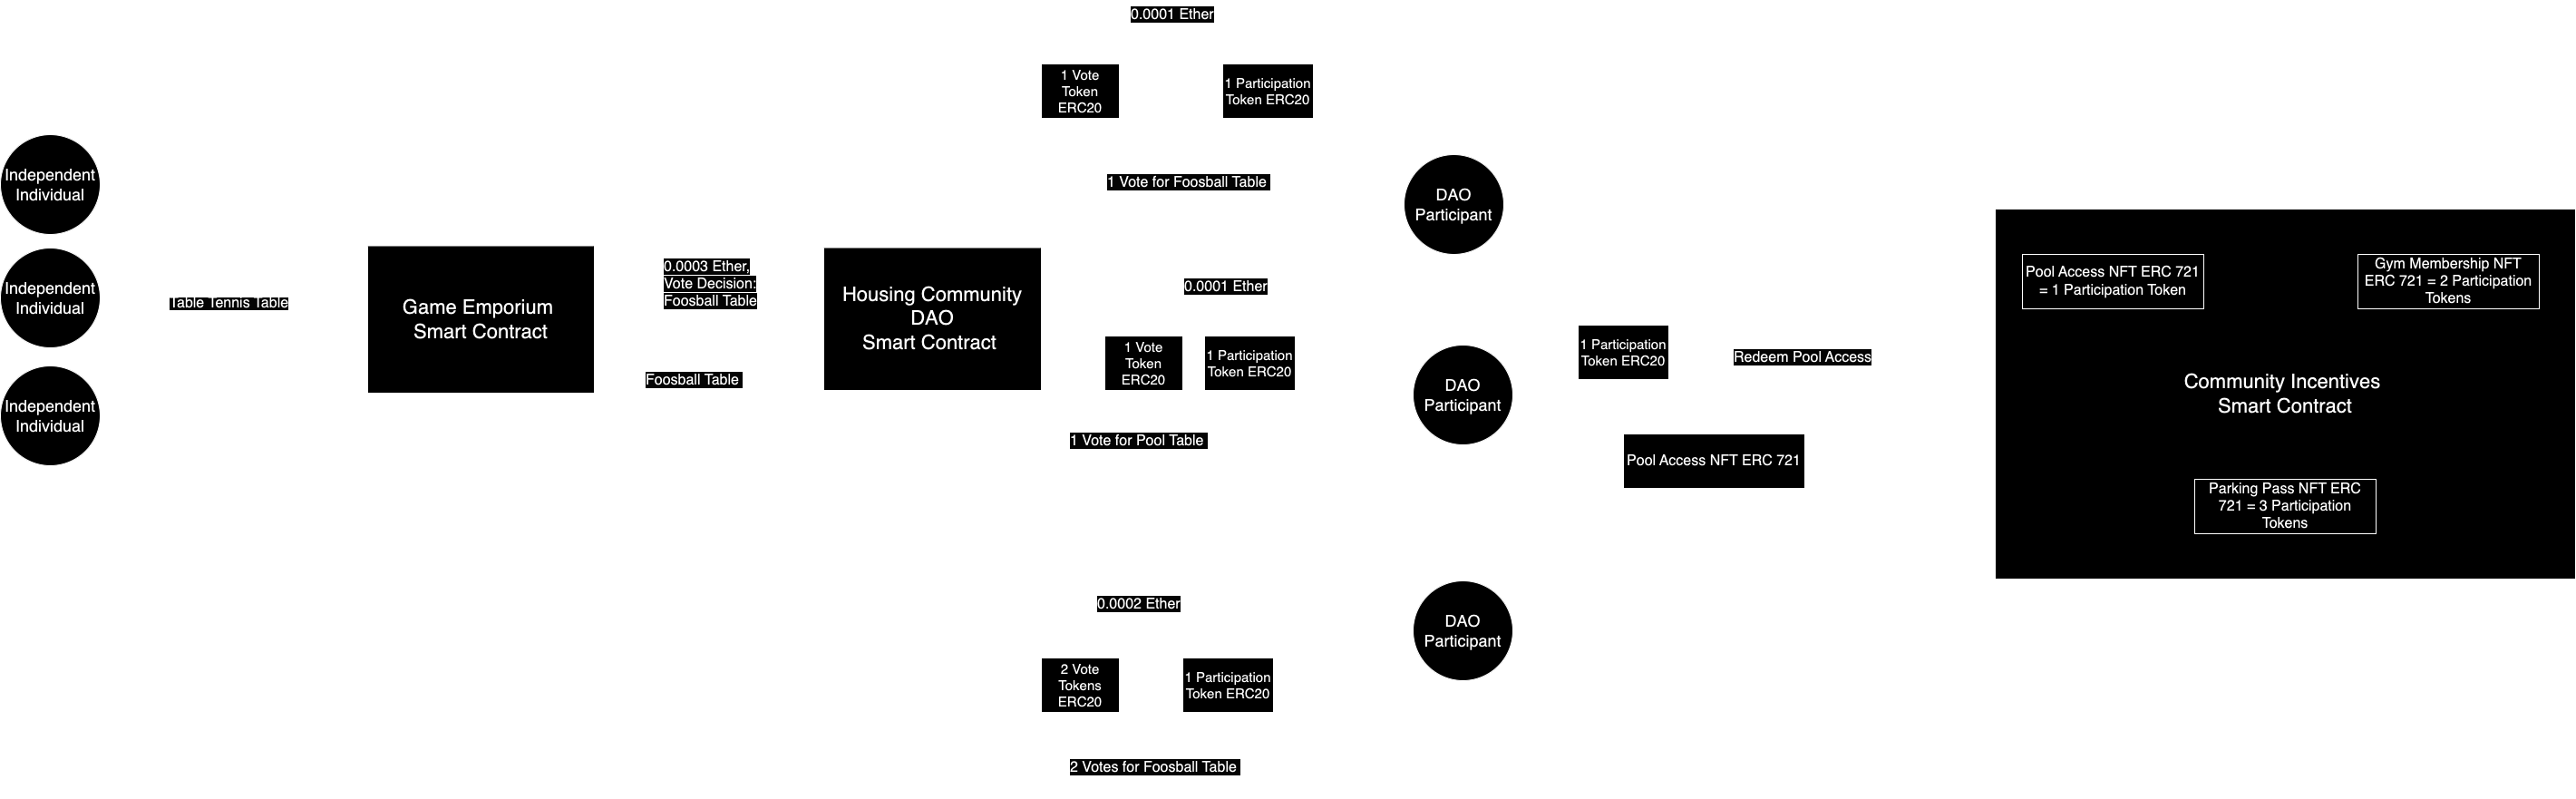 0.0001 Ether
1 Vote
Token
ERC20
1 Participation
Token ERC20
1 Vote for Foosball Table
Independent
Individual
Independent
Individual
Independent
Individual
Table Tennis Table
Game Emporium
Smart Contract
0.0003 Ether,
Vote Decision:
Foosball Table
Foosball Table
Housing Community
DAO
Smart Contract
0.0001 Ether
1 Vote
Token
ERC20
1 Participation
Token ERC20
1 Vote for Pool Table
0.0002 Ether
2 Vote
Tokens
ERC20
1 Participation
Token ERC20
2 Votes for Foosball Table
DAO
Participant
DAO
Participant
DAO
Participant
1 Participation
Token ERC20
Redeem Pool Access
Pool Access NFT ERC 721
Pool Access NFT ERC 721
= 1 Participation Token
Gym Membership NFT
ERC 721 = 2 Participation
Tokens
Community Incentives
Smart Contract
Parking Pass NFT ERC
721 = 3 Participation
Tokens